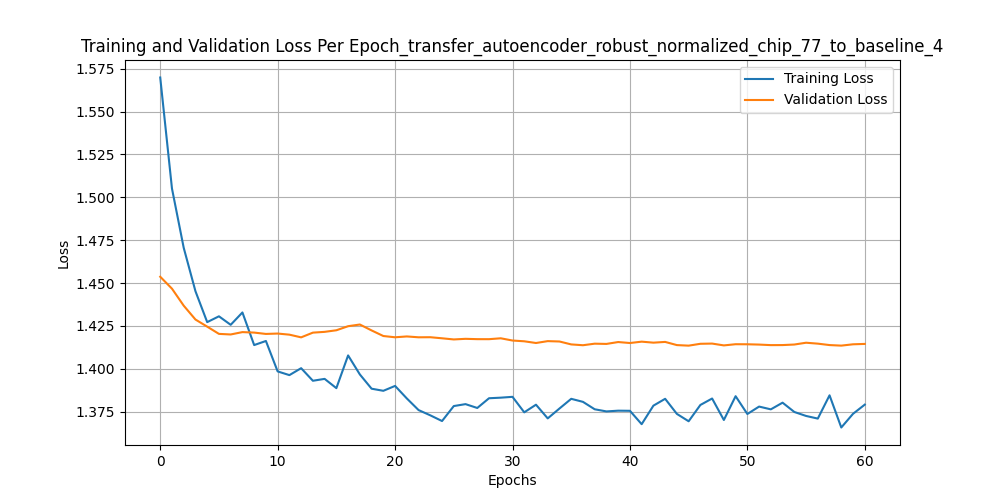 Training and Validation Loss Per Epoch_transfer_autoencoder_robust_normalized_chip_77_to_baseline_4
Training Loss
Validation Loss
1.575
1.550
1.525
1.500
1.475
1.450
1.425
1.400
1.375
Loss
0 10 20 30 40 50 60
Epochs